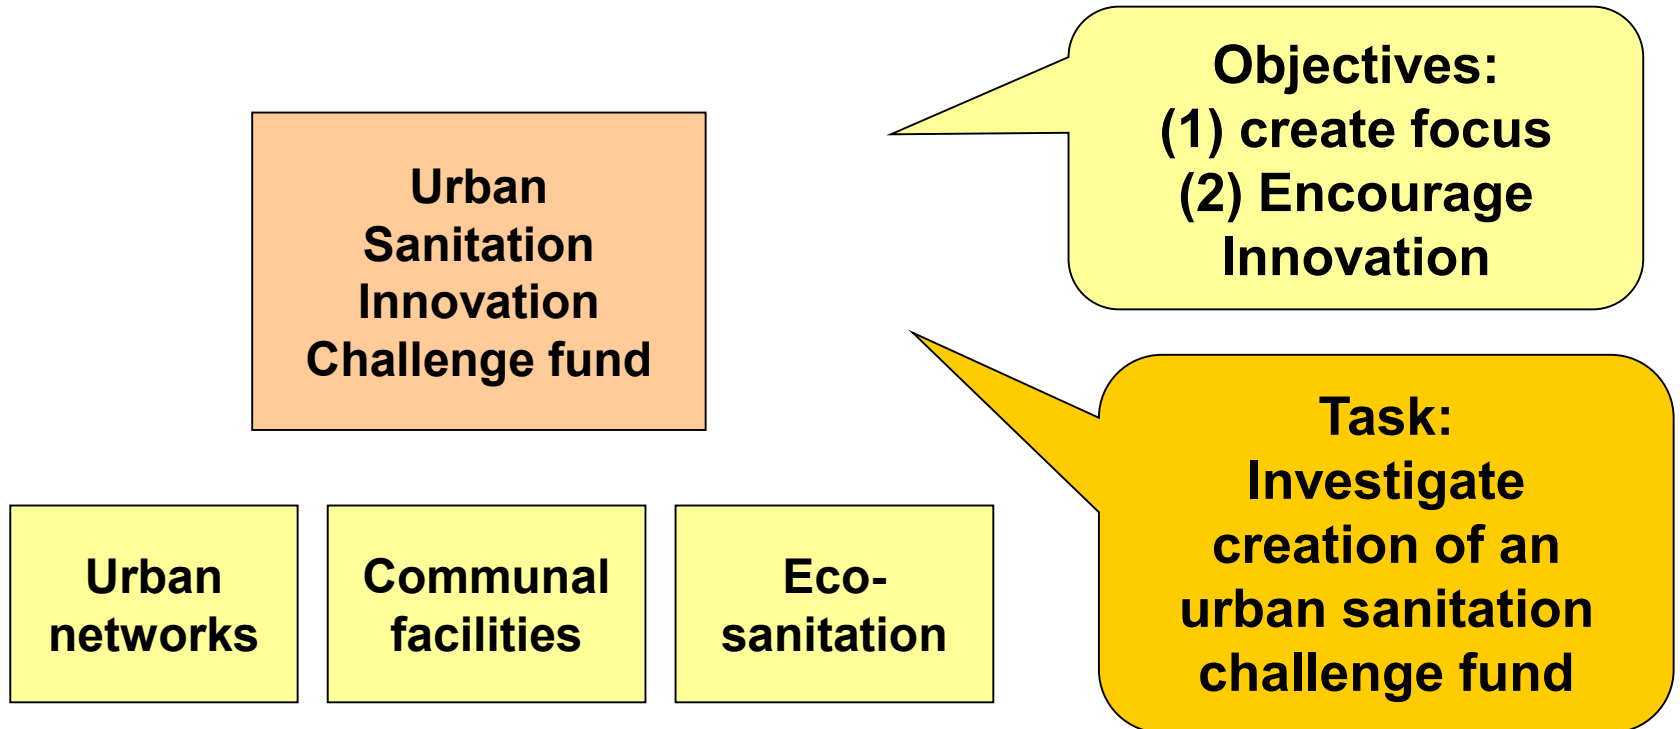 Urban
Sanitation
Innovation
Challenge fund
Objectives:
(1) create focus
(2) Encourage
Innovation
Task:
Investigate
creation of an
urban sanitation
challenge fund
Urban
networks
Communal
facilities
Eco-
sanitation